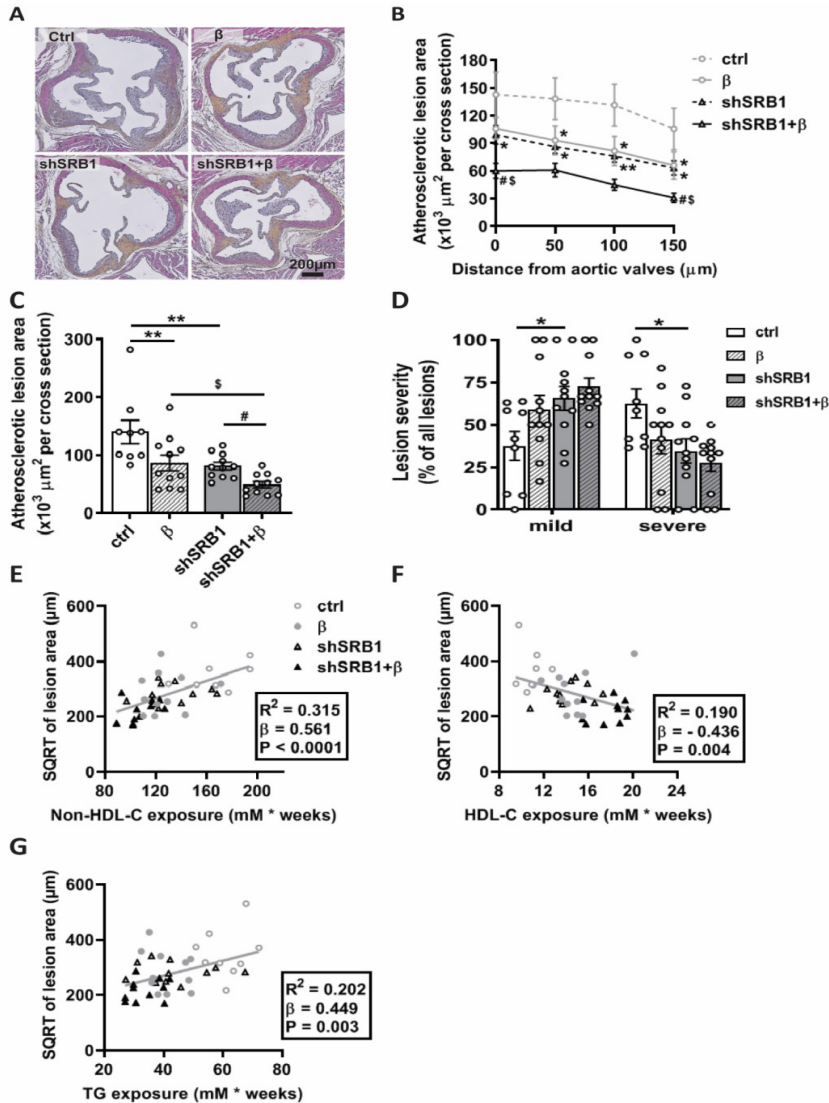 A
Ctrl
β
shSRB1
shSRB1+β
200μm
B
Atherosclerotic lesion area
(x10³ μm² per cross section)
180
150
120
90
60
30
0
0 50 100 150
Distance from aortic valves (μm)
ctrl
β
shSRB1
shSRB1+β
* * * * ** * *
#$ #$
C
Atherosclerotic lesion area
(x10³ μm² per cross section)
300
200
100
0
**
**
$
#
ctrl
β
shSRB1
shSRB1+β
D
Lesion severity
(% of all lesions)
100
75
50
25
0
* *
mild severe
ctrl
β
shSRB1
shSRB1+β
E
SQRT of lesion area (μm)
600
400
200
0
80 120 160 200
Non-HDL-C exposure (mM * weeks)
ctrl
β
shSRB1
shSRB1+β
R² = 0.315
β = 0.561
P < 0.0001
F
SQRT of lesion area (μm)
600
400
200
0
8 12 16 20 24
HDL-C exposure (mM * weeks)
R² = 0.190
β = - 0.436
P = 0.004
G
SQRT of lesion area (μm)
600
400
200
0
20 40 60 80
TG exposure (mM * weeks)
R² = 0.202
β = 0.449
P = 0.003